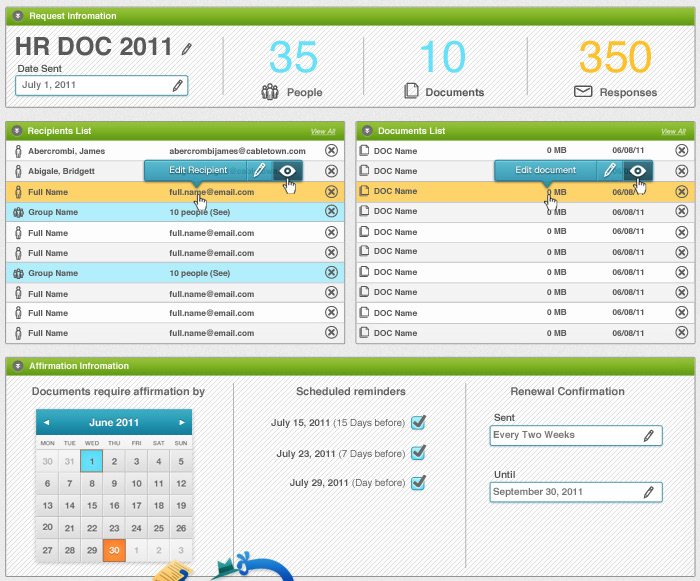 Request Infromation
HR DOC 2011
Date Sent
July 1, 2011
35
People
10
Documents
350
Responses
Recipients List
View All
Abercrombi, James abercrombijames@cabletown.com
Abigale, Bridgett
Edit Recipient
Full Name full.name@email.com
Group Name 10 people (See)
Full Name full.name@email.com
Full Name full.name@email.com
Group Name 10 people (See)
Full Name full.name@email.com
Full Name full.name@email.com
Full Name full.name@email.com
Documents List
View All
DOC Name 0 MB 06/08/11
DOC Name
Edit document
DOC Name 0 MB 06/08/11
DOC Name 0 MB 06/08/11
DOC Name 0 MB 06/08/11
DOC Name 0 MB 06/08/11
DOC Name 0 MB 06/08/11
DOC Name 0 MB 06/08/11
DOC Name 0 MB 06/08/11
DOC Name 0 MB 06/08/11
Affirmation Infromation
Documents require affirmation by
June 2011
MON TUE WED THU FRI SAT SUN
30 31 1 2 3 4 5
6 7 8 9 10 11 12
13 14 15 16 17 18 19
20 21 22 23 24 25 26
27 28 29 30 1 2 3
Scheduled reminders
July 15, 2011 (15 Days before)
July 23, 2011 (7 Days before)
July 29, 2011 (Day before)
Renewal Confirmation
Sent
Every Two Weeks
Until
September 30, 2011